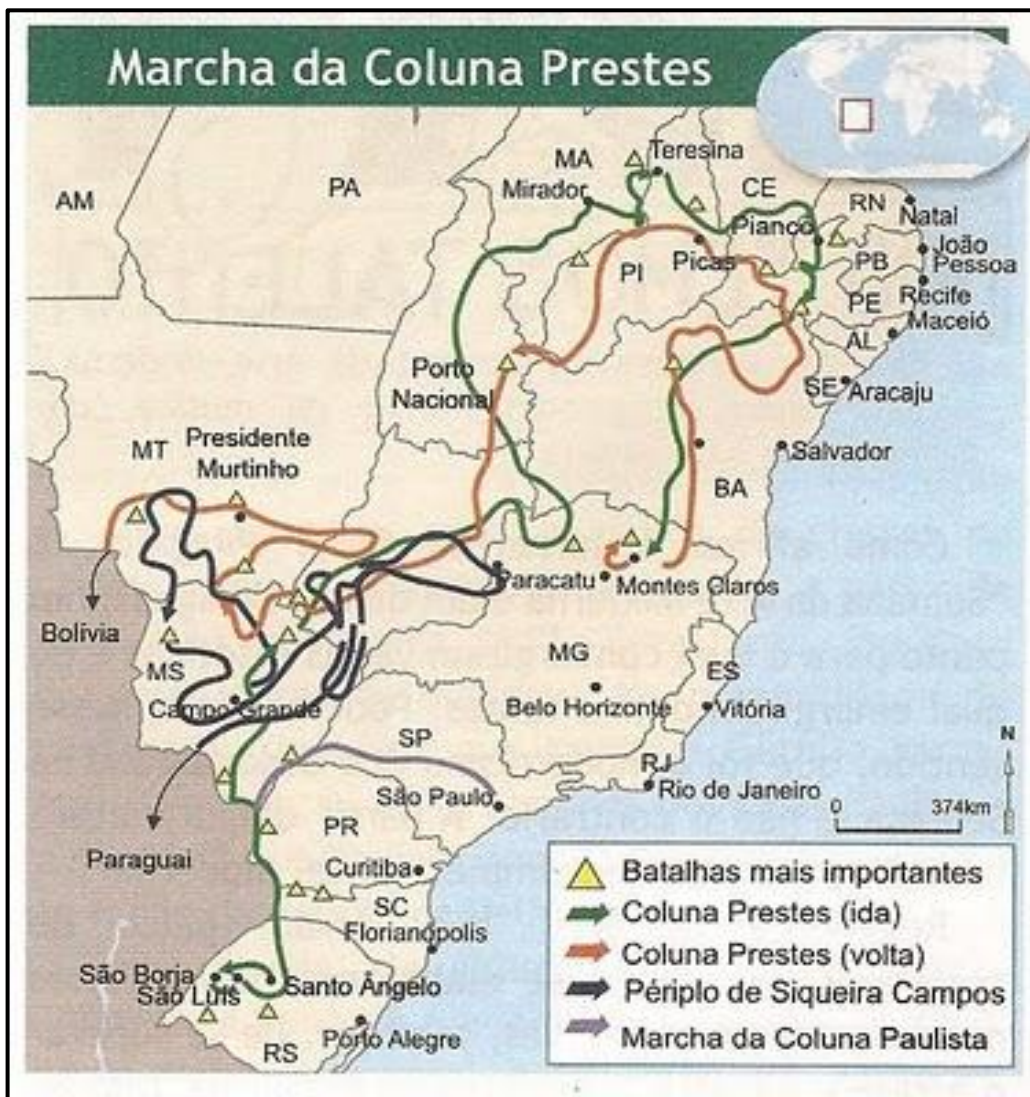 Marcha da Coluna Prestes
AM
PA
MA
Teresina
CE
Mirador
RN
Natal
Piancó
João
Pessoa
PB
PI
Picas
PE
Recife
Maceió
AL
Porto
Nacional
SE
Aracaju
MT
Presidente
Murtinho
Salvador
BA
Paracatu
Montes Claros
Bolívia
MS
MG
ES
Campo Grande
Belo Horizonte
Vitória
SP
RJ
N
Rio de Janeiro
São Paulo
0
374km
PR
Paraguai
Curitiba
SC
Florianópolis
São Borja
São Luís
Santo Ângelo
Porto Alegre
RS
Batalhas mais importantes
Coluna Prestes (ida)
Coluna Prestes (volta)
Périplo de Siqueira Campos
Marcha da Coluna Paulista